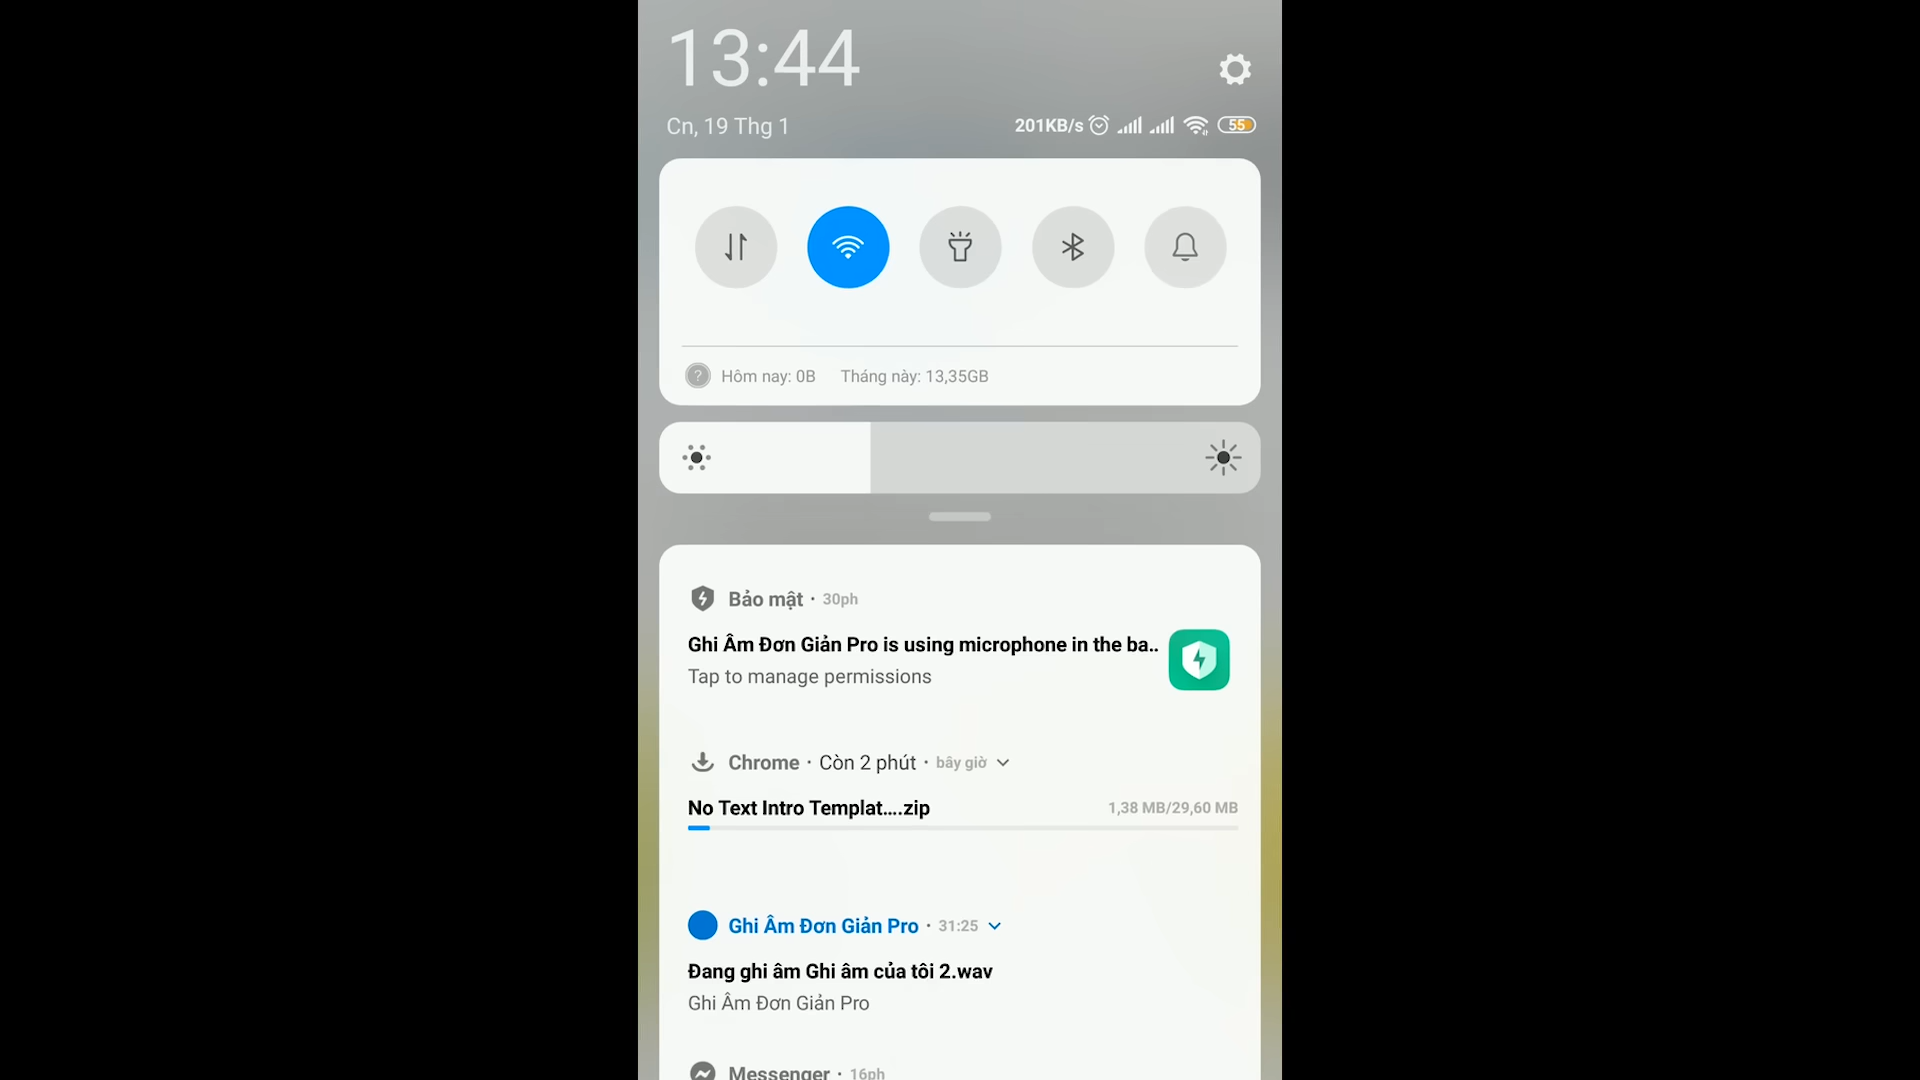 13:44
Cn, 19 Thg 1
201KB/s 55
Hôm nay: 0B Tháng này: 13,35GB
Bảo mật · 30ph
Ghi Âm Đơn Giản Pro is using microphone in the ba..
Tap to manage permissions
Chrome · Còn 2 phút · bây giờ
No Text Intro Templat….zip 1,38 MB/29,60 MB
Ghi Âm Đơn Giản Pro · 31:25
Đang ghi âm Ghi âm của tôi 2.wav
Ghi Âm Đơn Giản Pro
Messenger · 16ph